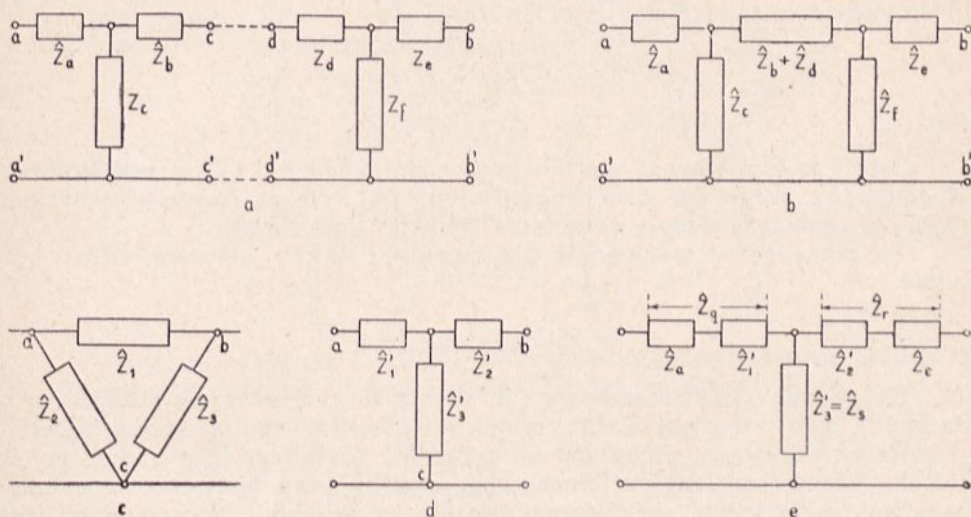 a c d b a b
Ẑa Ẑb Zd Ze Ẑa Ẑb + Ẑd Ẑe
Zc Zf Ẑc Ẑf
a' c' d' b' a' b'
a b
Ẑq Ẑr
a b a b
Ẑ1 Ẑ'1 Ẑ'2 Ẑa Ẑ'1 Ẑ'2 Ẑe
Ẑ2 Ẑ3 Ẑ'3 Ẑ'3 = Ẑs
c c
c d e